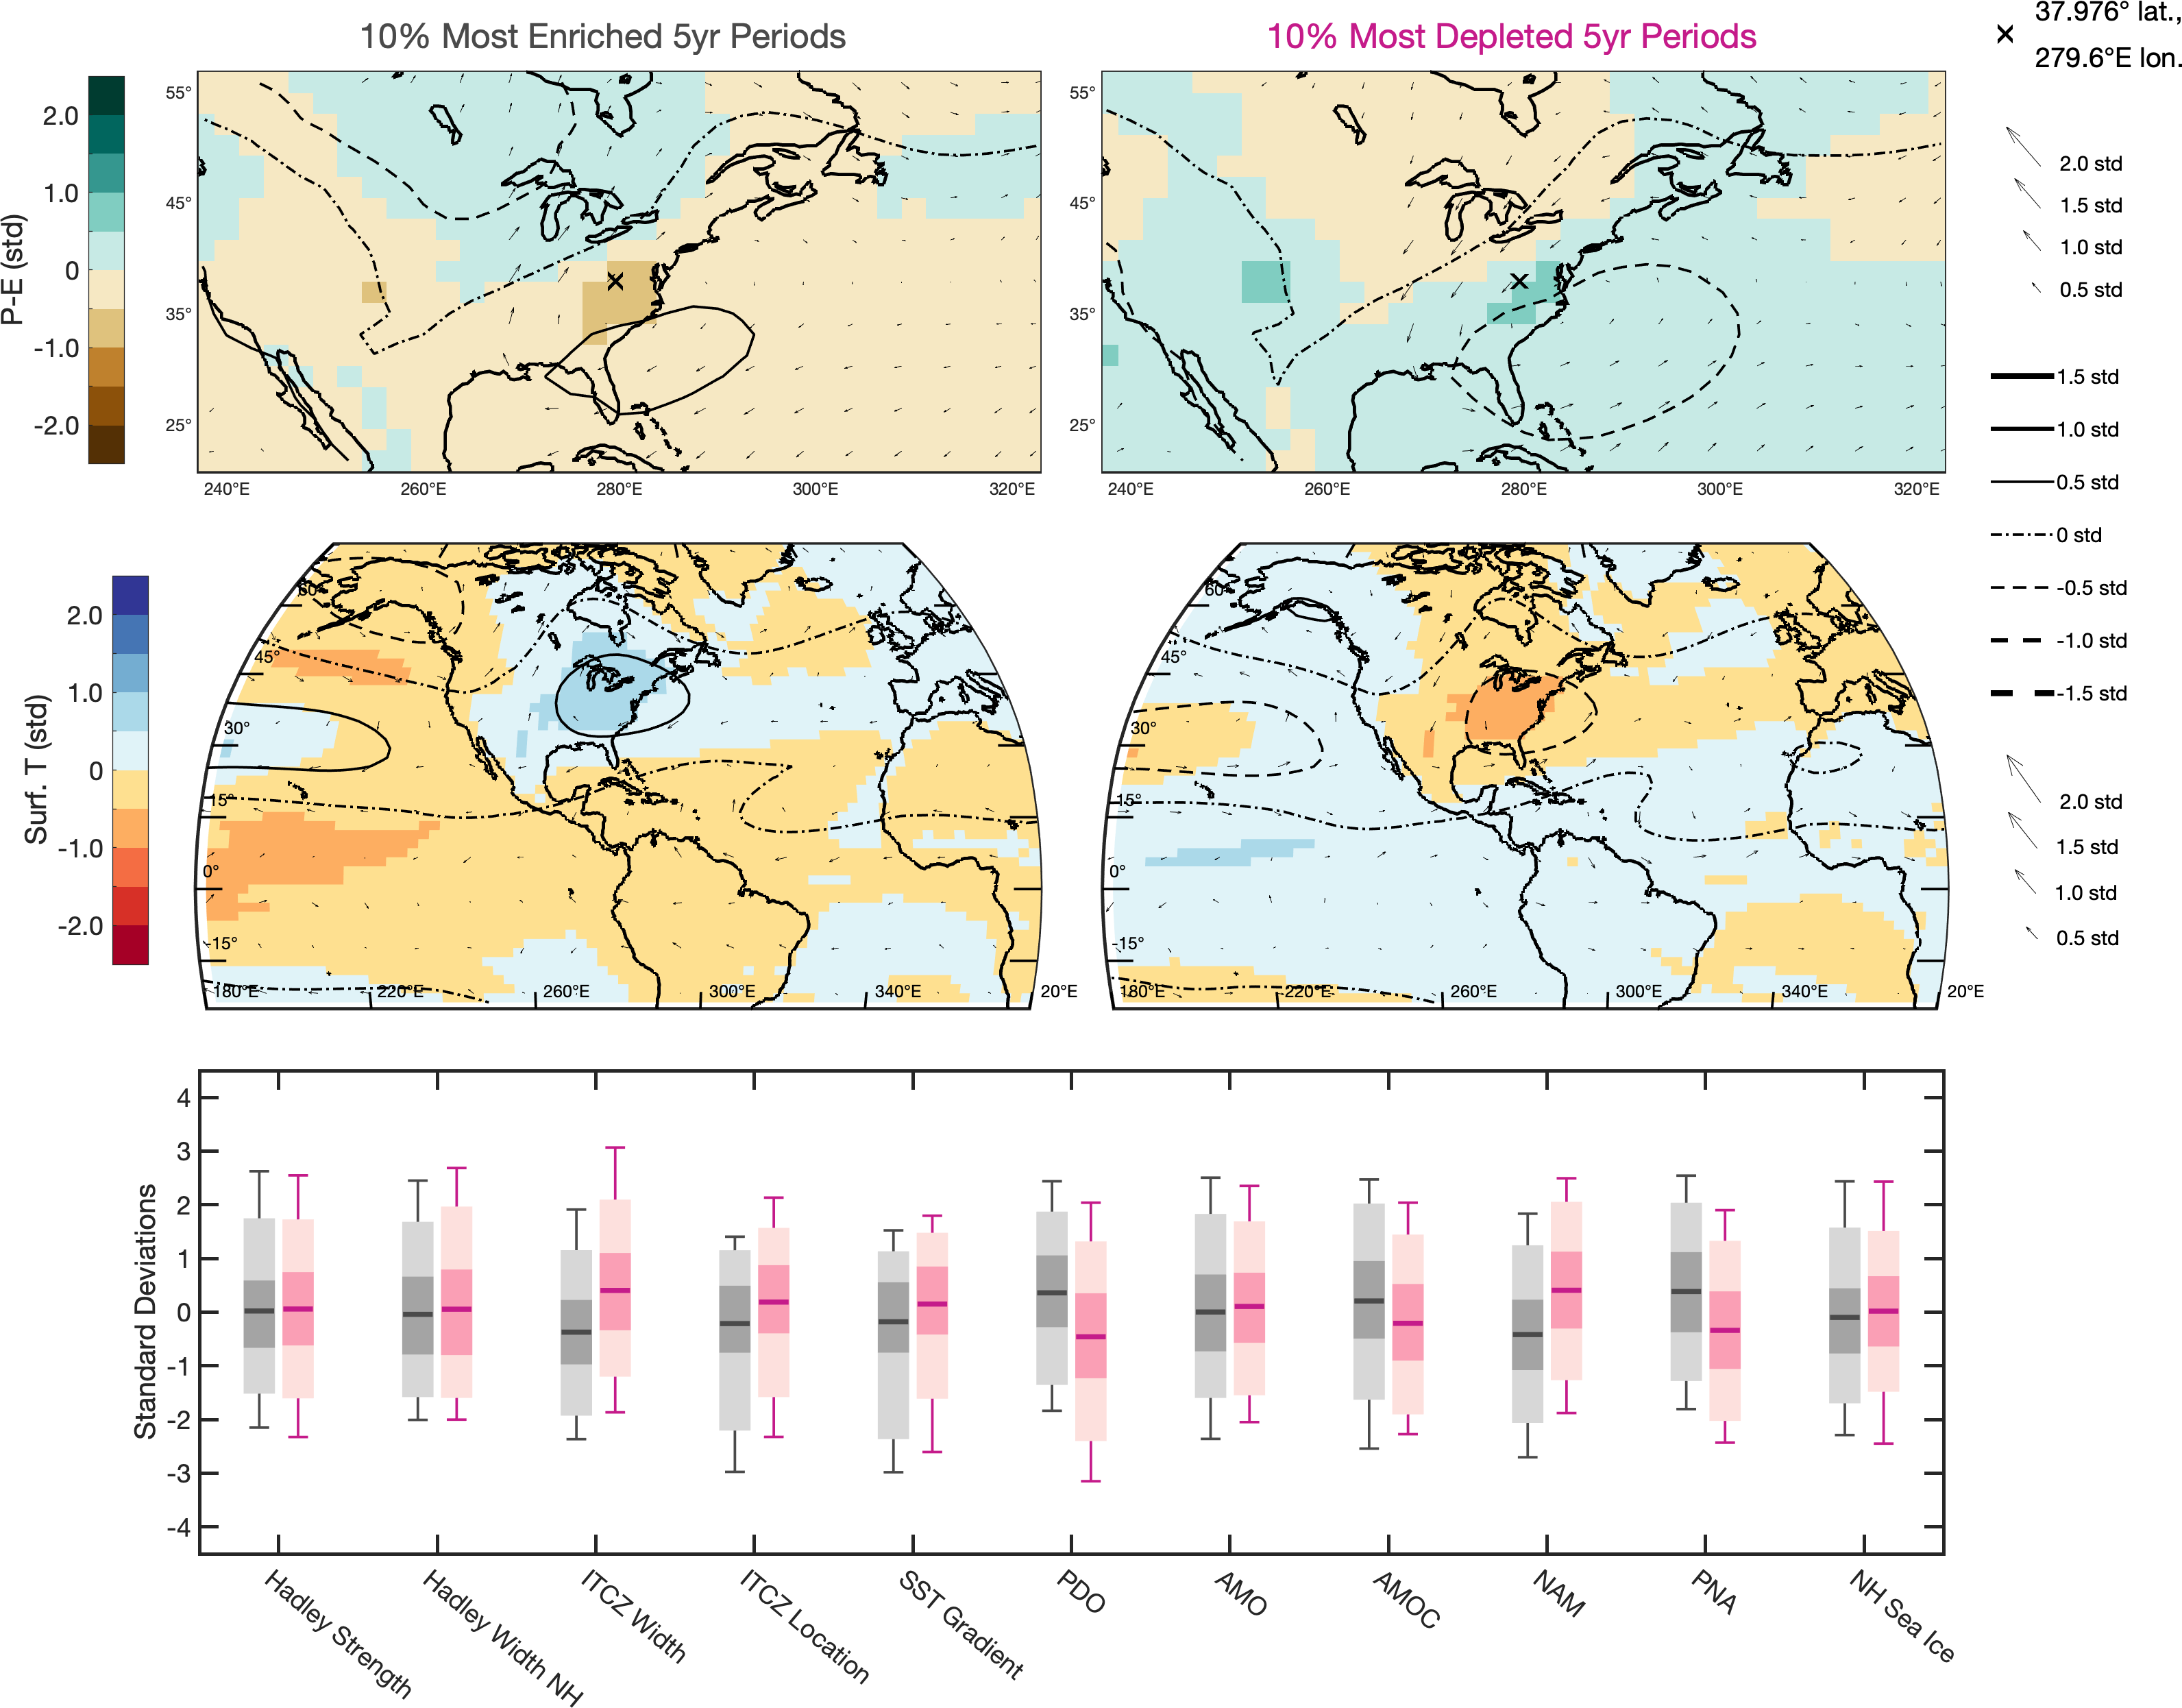 10% Most Enriched 5yr Periods
10% Most Depleted 5yr Periods
37.976° lat.,
279.6°E lon.
P-E (std)
2.0
1.0
0
-1.0
-2.0
55°
45°
35°
25°
240°E 260°E 280°E 300°E 320°E
55°
45°
35°
25°
240°E 260°E 280°E 300°E 320°E
2.0 std
1.5 std
1.0 std
0.5 std
1.5 std
1.0 std
0.5 std
0 std
-0.5 std
-1.0 std
-1.5 std
2.0 std
1.5 std
1.0 std
0.5 std
Surf. T (std)
2.0
1.0
0
-1.0
-2.0
60°
45°
30°
15°
0°
-15°
180°E 220°E 260°E 300°E 340°E 20°E
60°
45°
30°
15°
0°
-15°
180°E 220°E 260°E 300°E 340°E 20°E
Standard Deviations
4
3
2
1
0
-1
-2
-3
-4
Hadley Strength
Hadley Width NH
ITCZ Width
ITCZ Location
SST Gradient
PDO
AMO
AMOC
NAM
PNA
NH Sea Ice